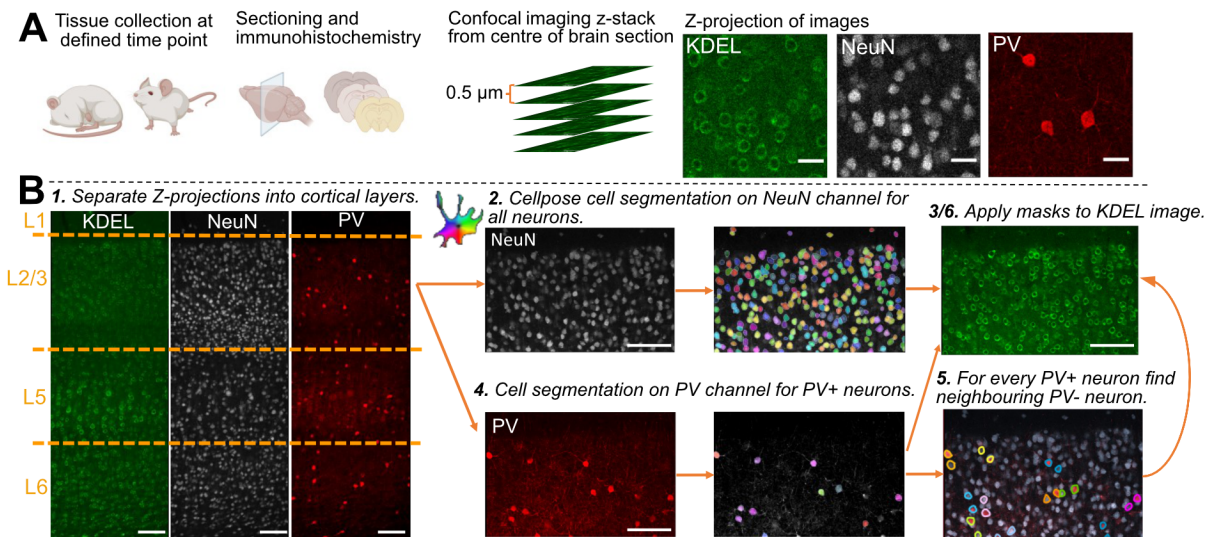 A
Tissue collection at
defined time point
Sectioning and
immunohistochemistry
Confocal imaging z-stack
from centre of brain section
0.5 µm
Z-projection of images
KDEL
NeuN
PV
B
1. Separate Z-projections into cortical layers.
KDEL
NeuN
PV
L1
L2/3
L5
L6
2. Cellpose cell segmentation on NeuN channel for
all neurons.
NeuN
3/6. Apply masks to KDEL image.
4. Cell segmentation on PV channel for PV+ neurons.
PV
5. For every PV+ neuron find
neighbouring PV- neuron.